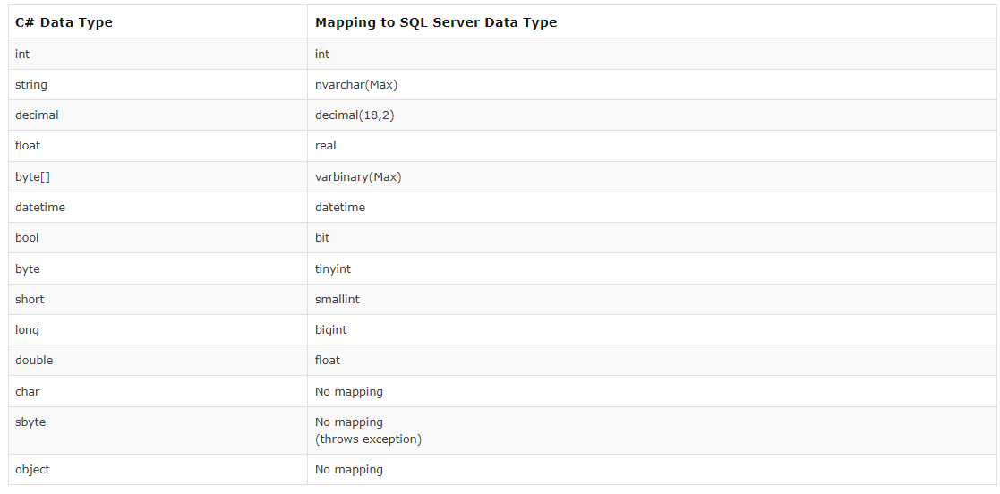 C# Data Type Mapping to SQL Server Data Type
int int
string nvarchar(Max)
decimal decimal(18,2)
float real
byte[] varbinary(Max)
datetime datetime
bool bit
byte tinyint
short smallint
long bigint
double float
char No mapping
sbyte No mapping
(throws exception)
object No mapping